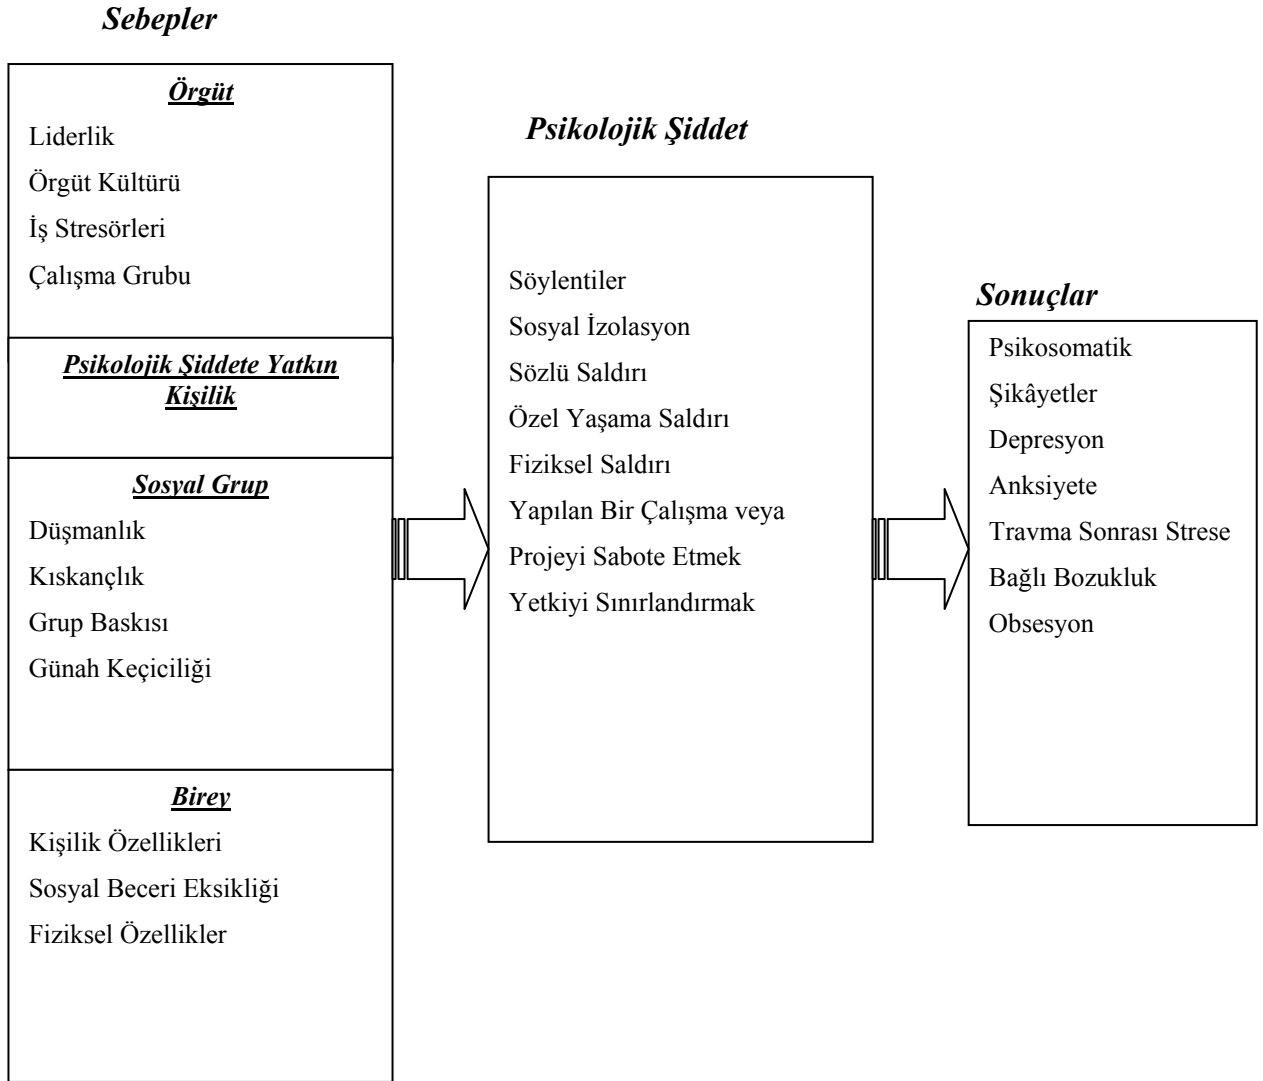 Sebepler
Örgüt
Liderlik
Örgüt Kültürü
İş Stresörleri
Çalışma Grubu
Psikolojik Şiddete Yatkın
Kişilik
Sosyal Grup
Düşmanlık
Kıskançlık
Grup Baskısı
Günah Keçiciliği
Birey
Kişilik Özellikleri
Sosyal Beceri Eksikliği
Fiziksel Özellikler
Psikolojik Şiddet
Söylentiler
Sosyal İzolasyon
Sözlü Saldırı
Özel Yaşama Saldırı
Fiziksel Saldırı
Yapılan Bir Çalışma veya
Projeyi Sabote Etmek
Yetkiyi Sınırlandırmak
Sonuçlar
Psikosomatik
Şikâyetler
Depresyon
Anksiyete
Travma Sonrası Strese
Bağlı Bozukluk
Obsesyon